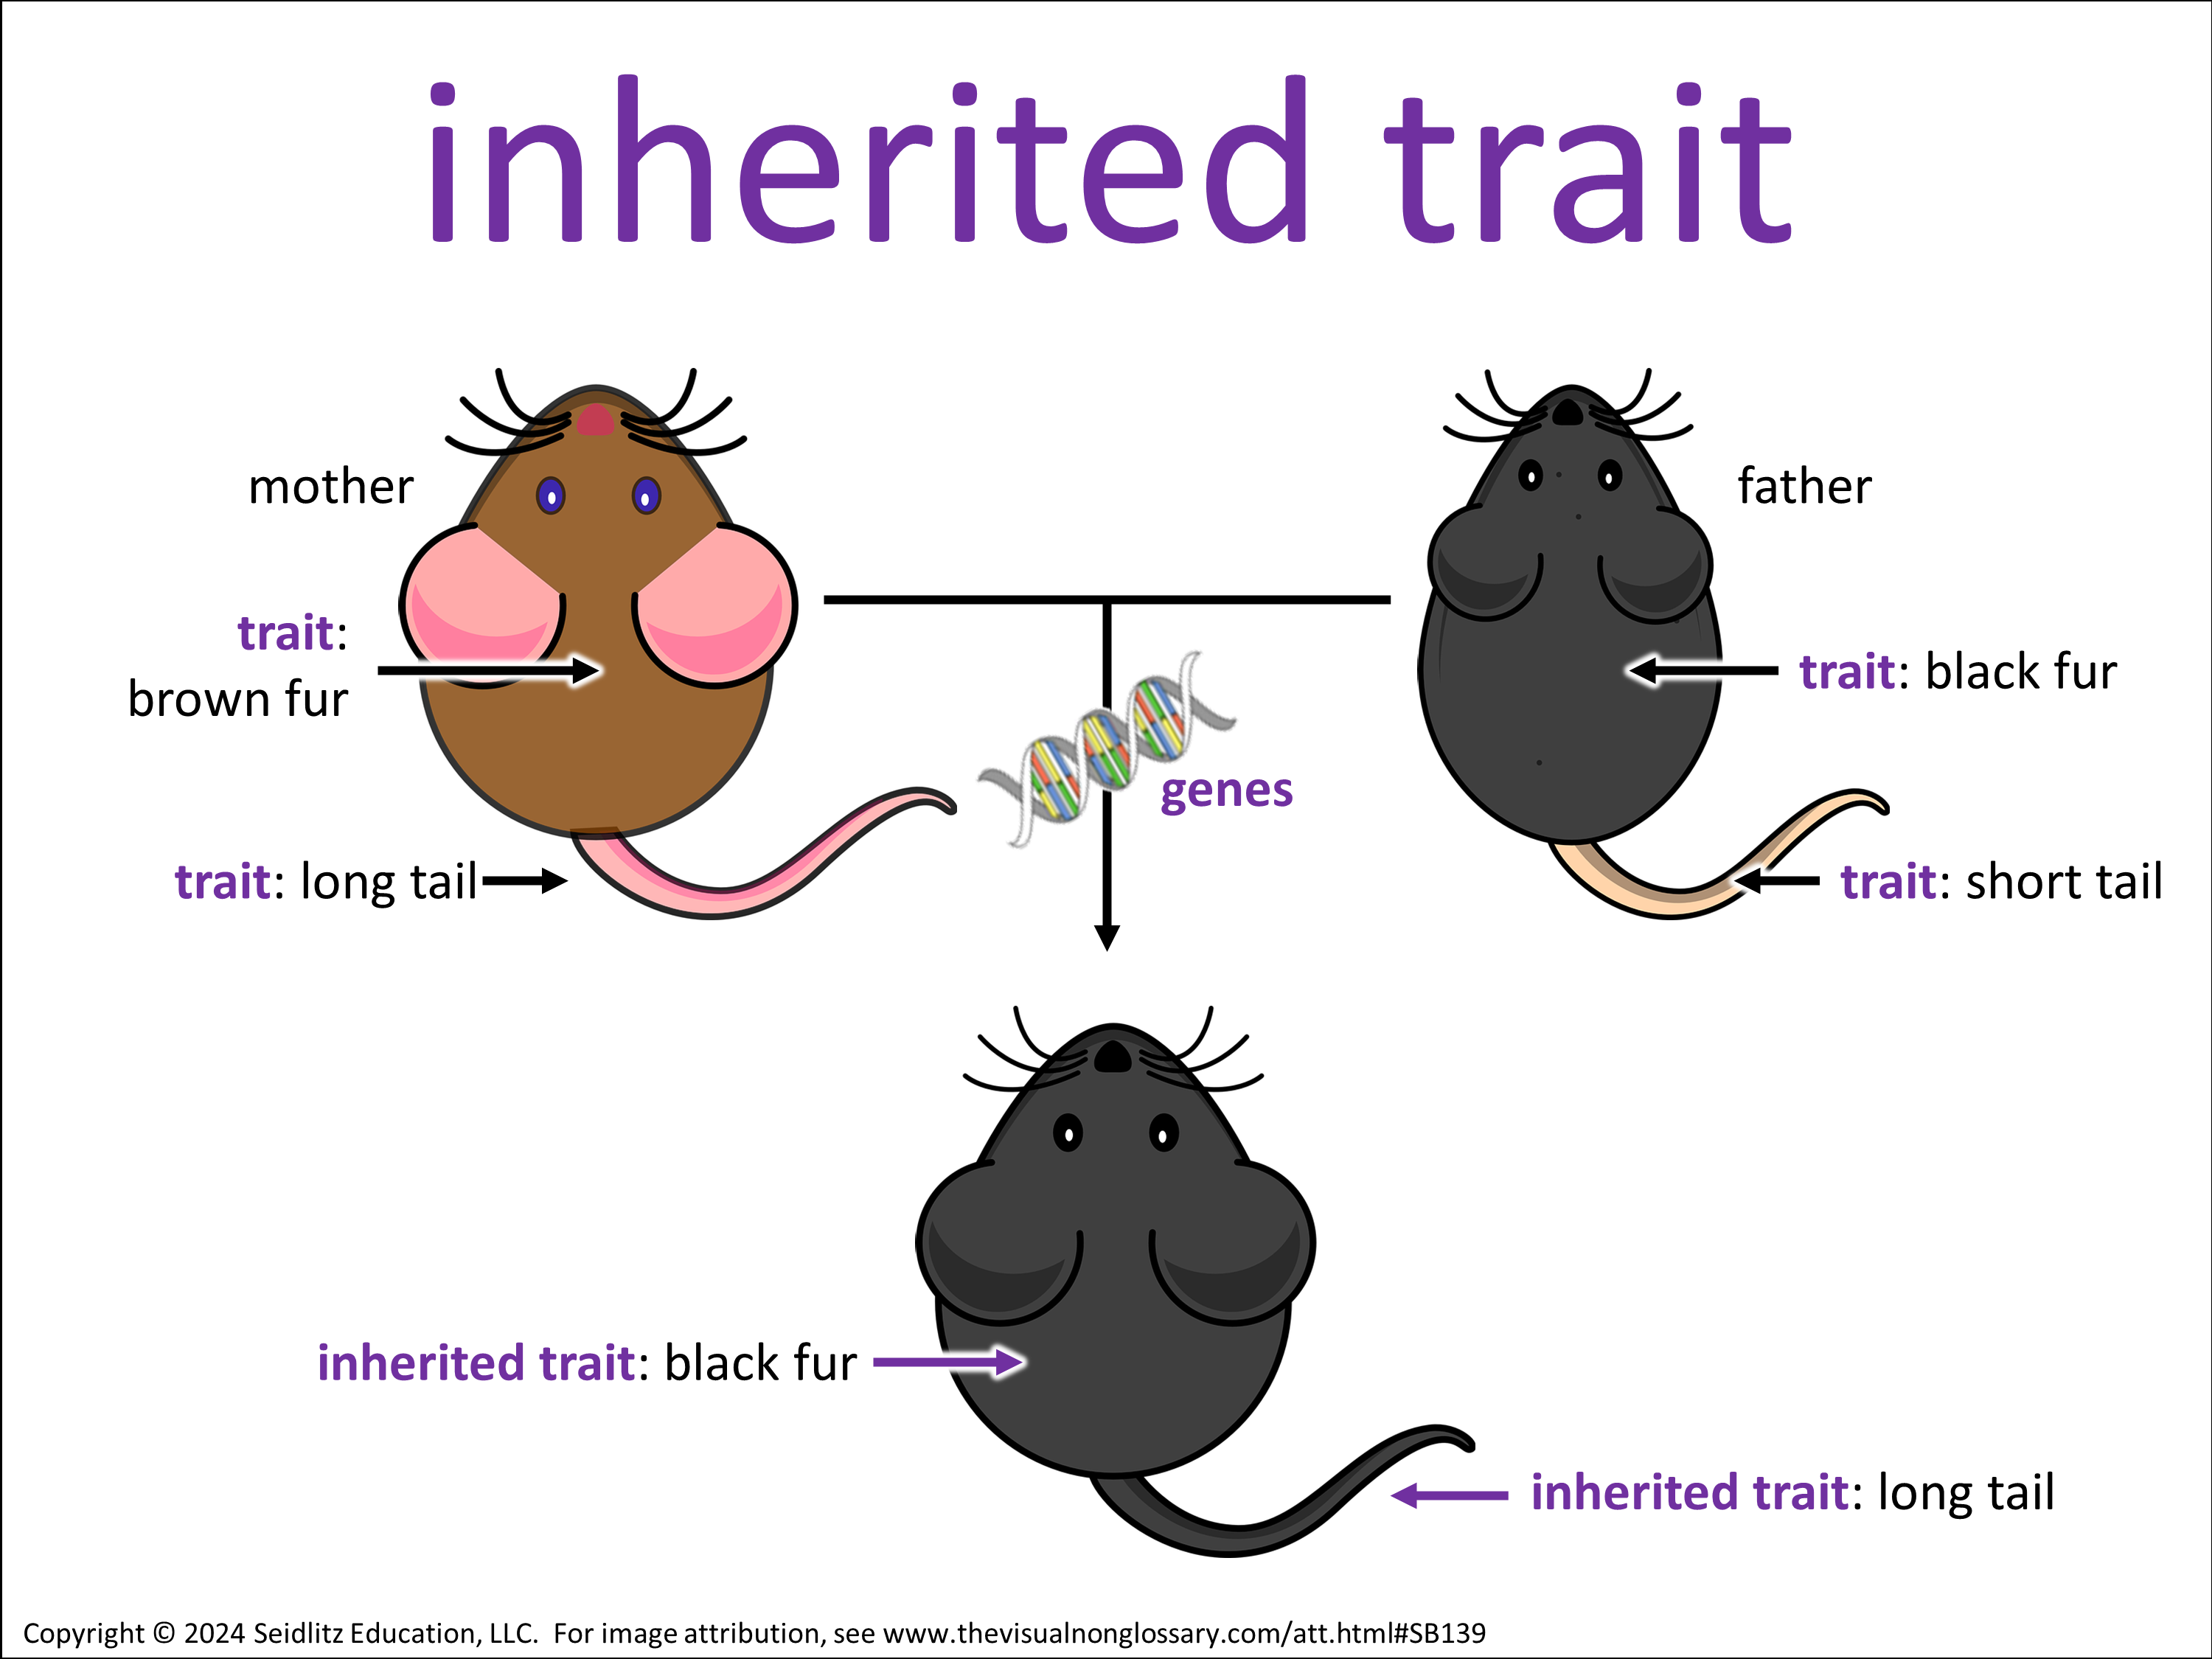 inherited trait
mother
father
trait:
brown fur
trait: black fur
genes
trait: long tail
trait: short tail
inherited trait: black fur
inherited trait: long tail
Copyright © 2024 Seidlitz Education, LLC.  For image attribution, see www.thevisualnonglossary.com/att.html#SB139